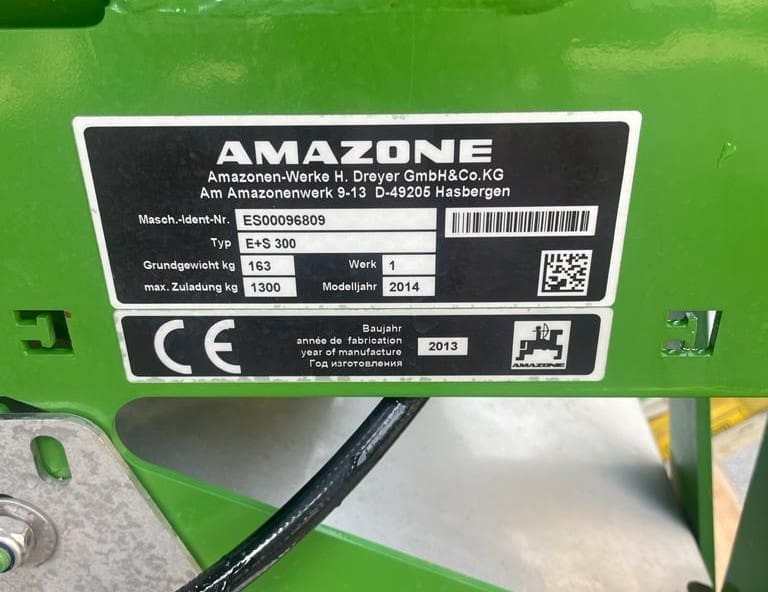 AMAZONE
Amazonen-Werke H. Dreyer GmbH&Co.KG
Am Amazonenwerk 9-13 D-49205 Hasbergen
Masch.-Ident-Nr. ES00096809
Typ E+S 300
Grundgewicht kg 163 Werk 1
max. Zuladung kg 1300 Modelljahr 2014
CE
Baujahr
année de fabrication
year of manufacture
Год изготовления
2013
AMAZONE